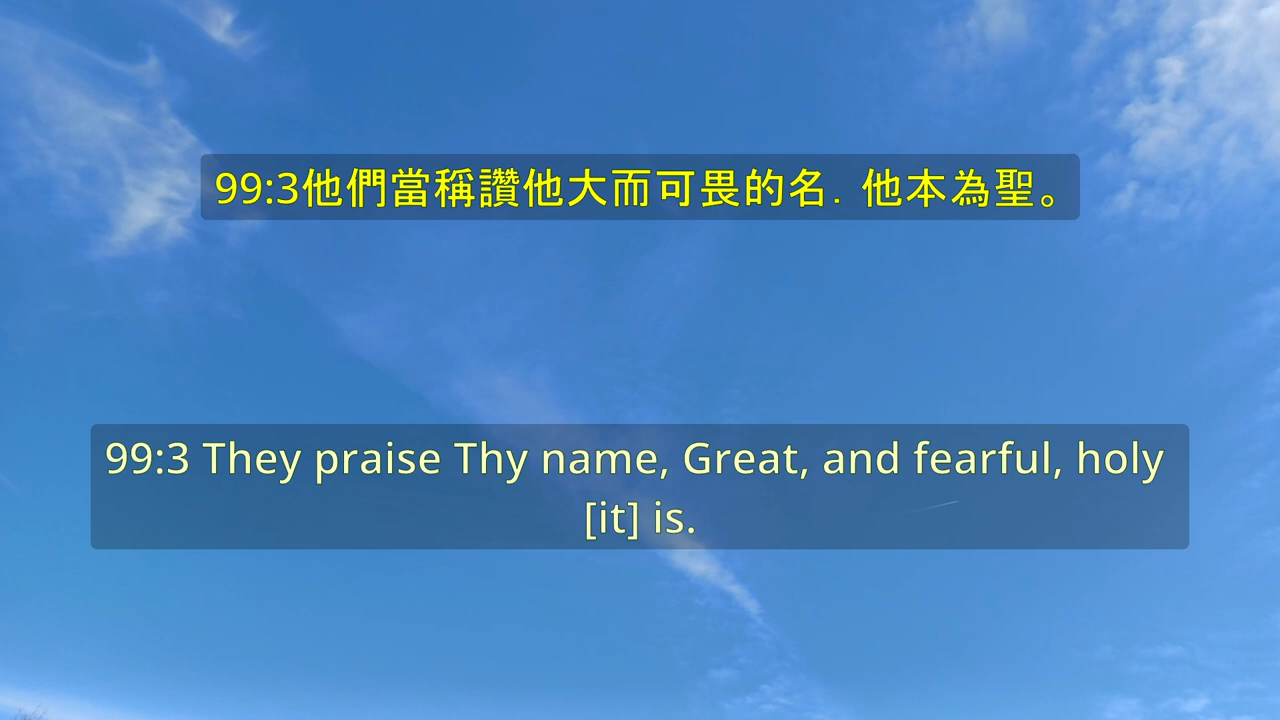 99:3他們當稱讚他大而可畏的名．他本為聖。
99:3 They praise Thy name, Great, and fearful, holy
[it] is.